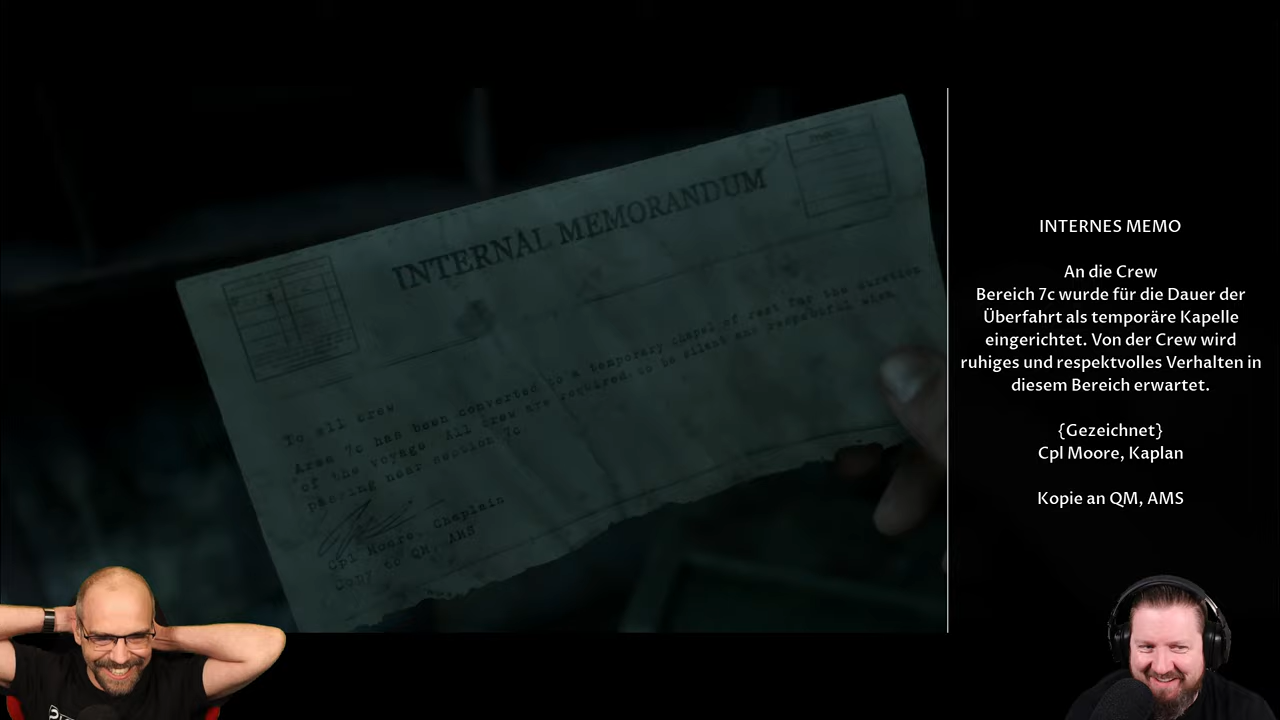 INTERNAL MEMORANDUM
To all crew
Area 7c has been converted to a temporary chapel of rest for the duration
of the voyage. All crew are required to be silent and respectful when
passing near section 7c
Cpl Moore, Chaplain
Copy to QM, AMS
INTERNES MEMO
An die Crew
Bereich 7c wurde für die Dauer der
Überfahrt als temporäre Kapelle
eingerichtet. Von der Crew wird
ruhiges und respektvolles Verhalten in
diesem Bereich erwartet.
{Gezeichnet}
Cpl Moore, Kaplan
Kopie an QM, AMS